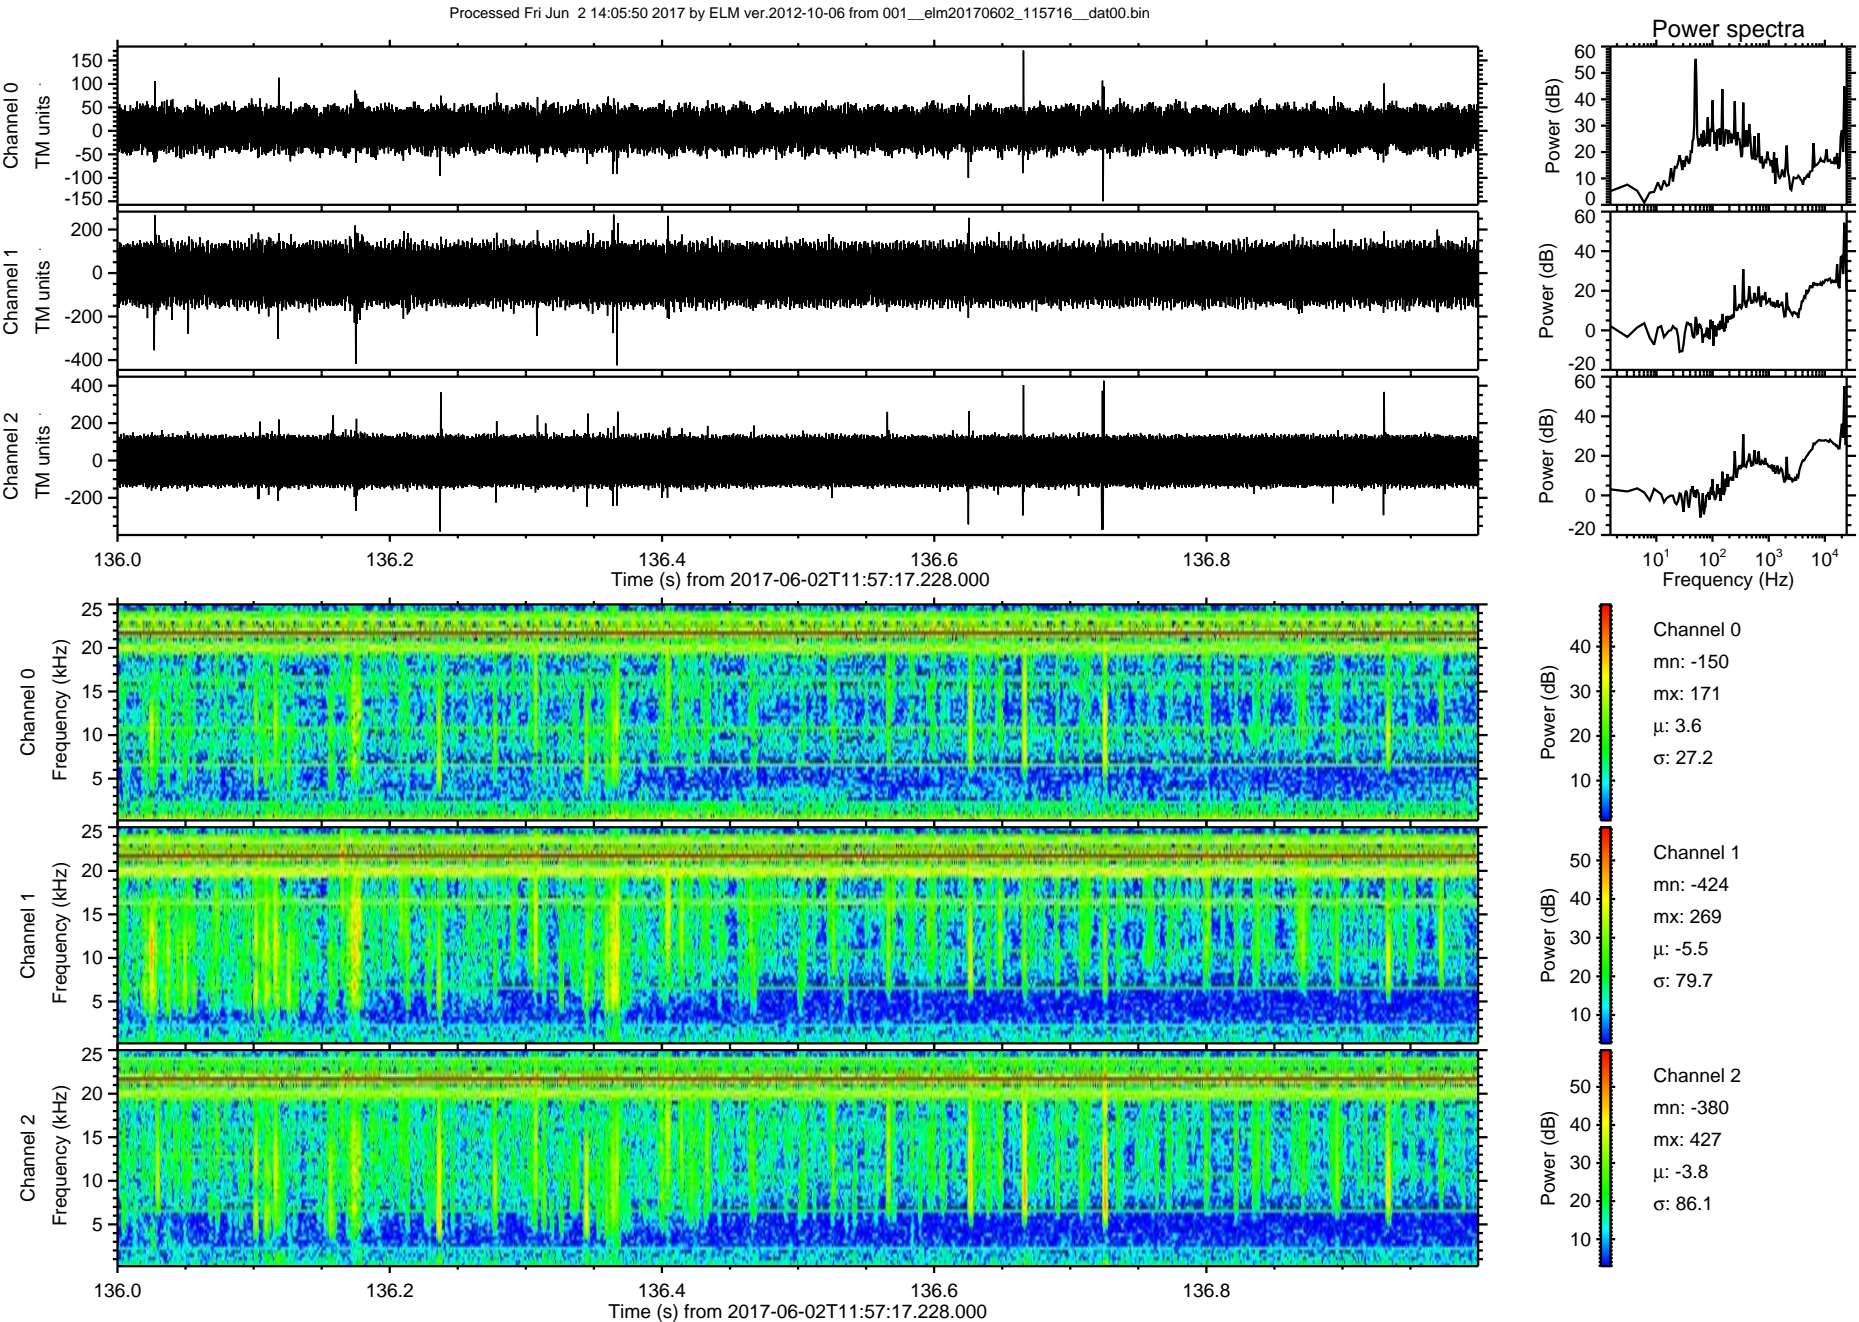 Processed Fri Jun 2 14:05:50 2017 by ELM ver.2012-10-06 from 001__elm20170602_115716__dat00.bin
Power spectra
Channel 0
TM units
150
100
50
0
-50
-100
-150
Power (dB)
60
50
40
30
20
10
0
Channel 1
TM units
200
0
-200
-400
Power (dB)
60
40
20
0
-20
Channel 2
TM units
400
200
0
-200
Power (dB)
60
40
20
0
-20
136.0 136.2 136.4 136.6 136.8
Time (s) from 2017-06-02T11:57:17.228.000
10^1 10^2 10^3 10^4
Frequency (Hz)
Channel 0
Frequency (kHz)
25
20
15
10
5
Power (dB)
40
30
20
10
Channel 0
mn: -150
mx: 171
μ: 3.6
σ: 27.2
Channel 1
Frequency (kHz)
25
20
15
10
5
Power (dB)
50
40
30
20
10
Channel 1
mn: -424
mx: 269
μ: -5.5
σ: 79.7
Channel 2
Frequency (kHz)
25
20
15
10
5
Power (dB)
50
40
30
20
10
Channel 2
mn: -380
mx: 427
μ: -3.8
σ: 86.1
136.0 136.2 136.4 136.6 136.8
Time (s) from 2017-06-02T11:57:17.228.000